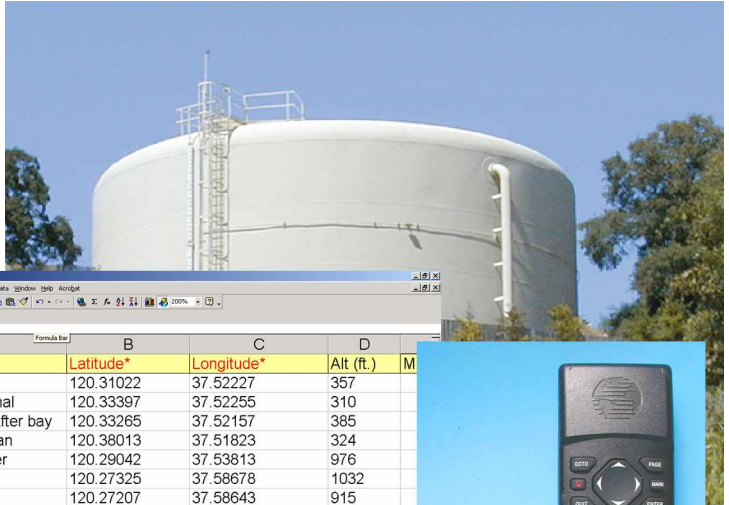 ata Window Help Acrobat
200%
Formula Bar
B C D
Latitude* Longitude* Alt (ft.) M
120.31022 37.52227 357
nal 120.33397 37.52255 310
fter bay 120.33265 37.52157 385
an 120.38013 37.51823 324
er 120.29042 37.53813 976
120.27325 37.58678 1032
120.27207 37.58643 915
GOTO PAGE
MARK
QUIT ENTER